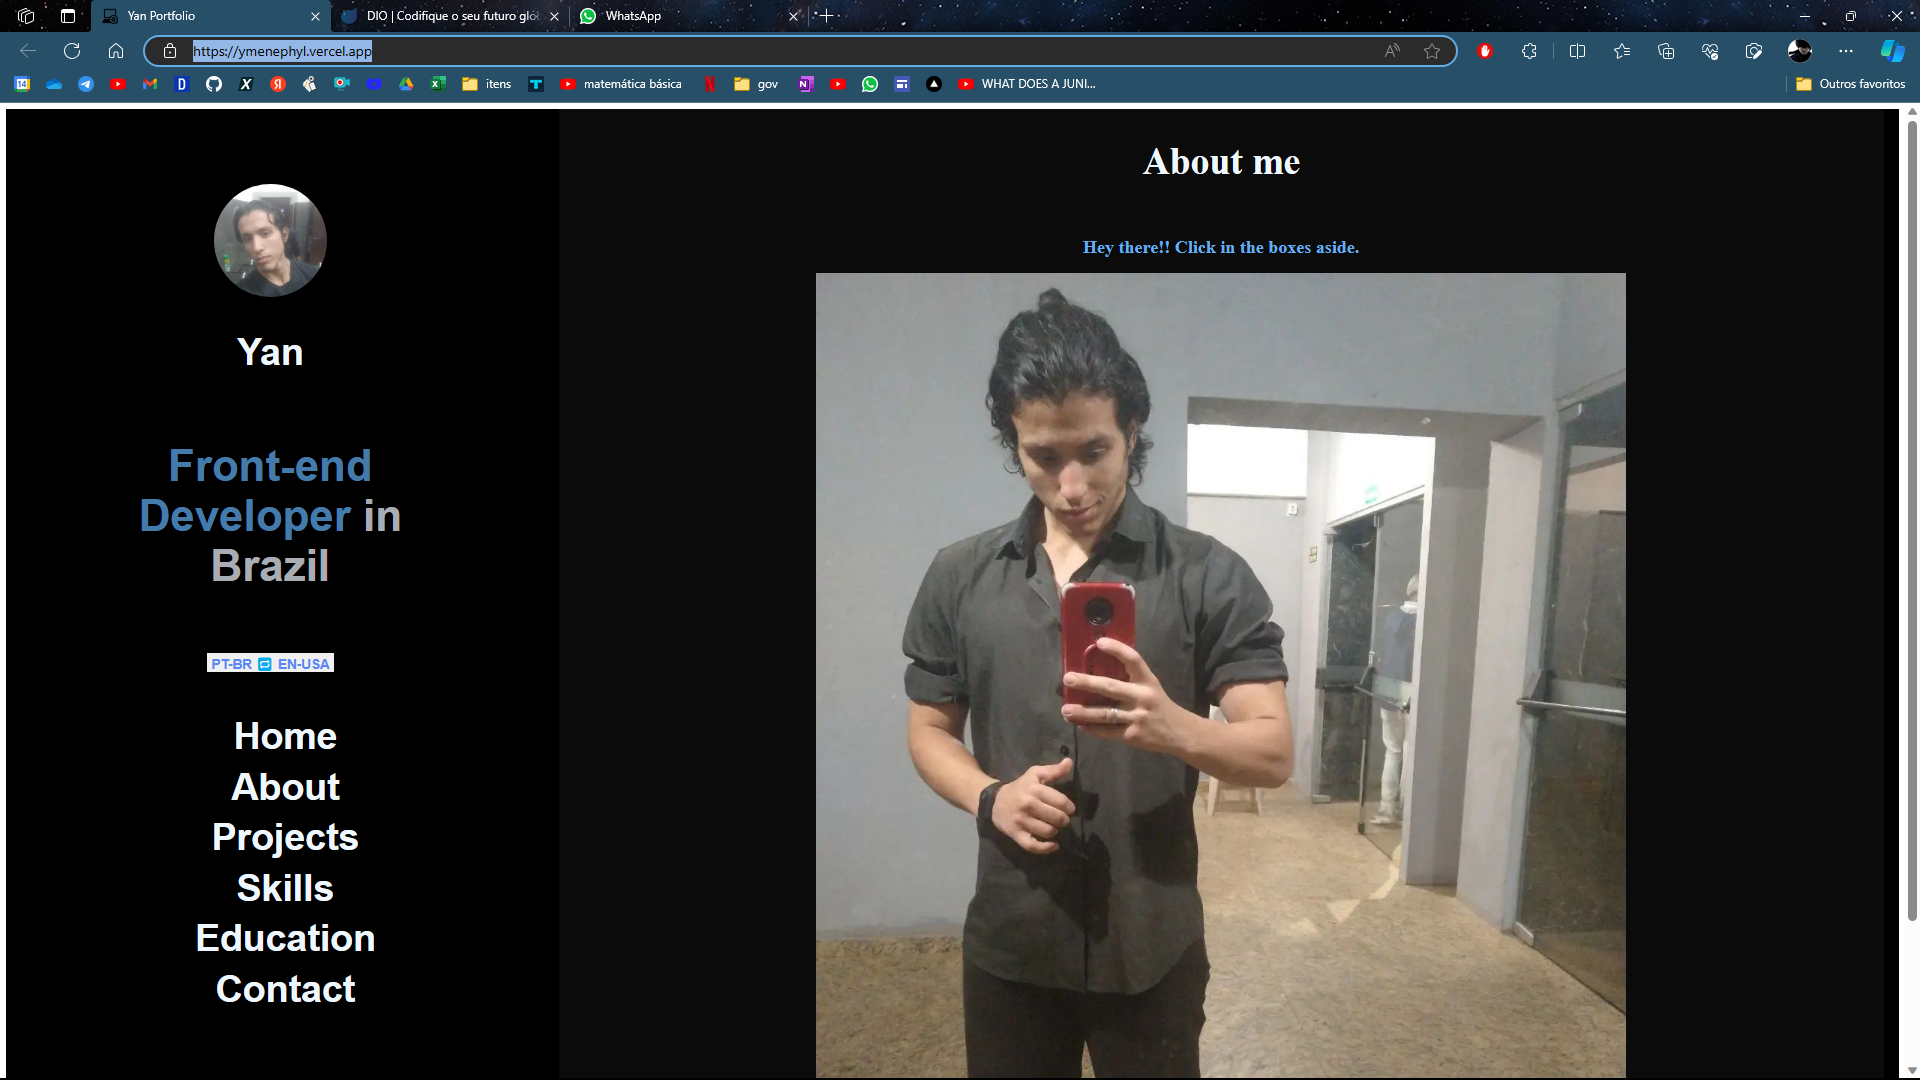 Yan Portfolio
DIO | Codifique o seu futuro glo
WhatsApp
https://ymenephyl.vercel.app
itens
matemática básica
gov
WHAT DOES A JUNI...
Outros favoritos
Yan
Front-end
Developer in
Brazil
PT-BR EN-USA
Home
About
Projects
Skills
Education
Contact
About me
Hey there!! Click in the boxes aside.